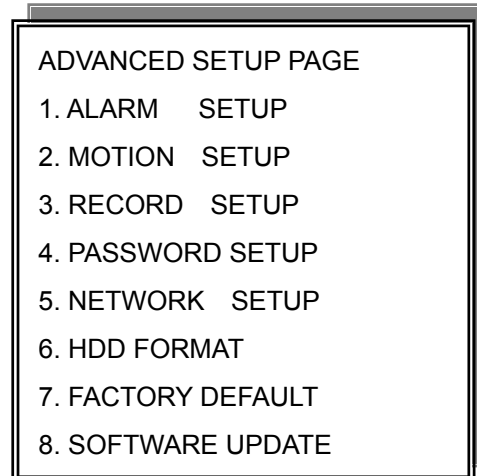 ADVANCED SETUP PAGE
1. ALARM SETUP
2. MOTION SETUP
3. RECORD SETUP
4. PASSWORD SETUP
5. NETWORK SETUP
6. HDD FORMAT
7. FACTORY DEFAULT
8. SOFTWARE UPDATE